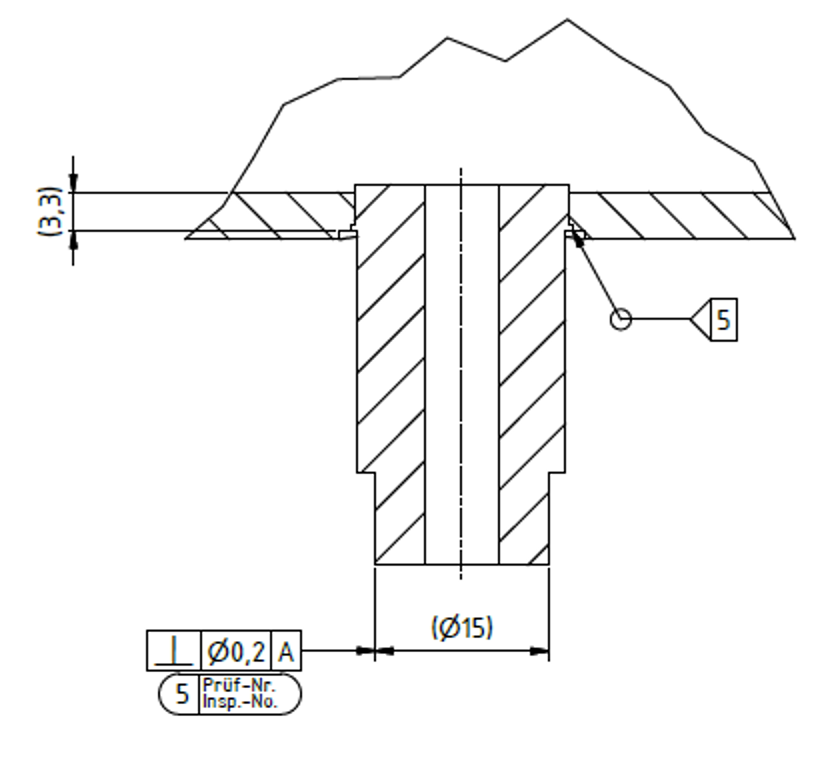 (3,3)
5
(Ø15)
⊥ Ø0,2 A
5 Prüf-Nr.
Insp.-No.